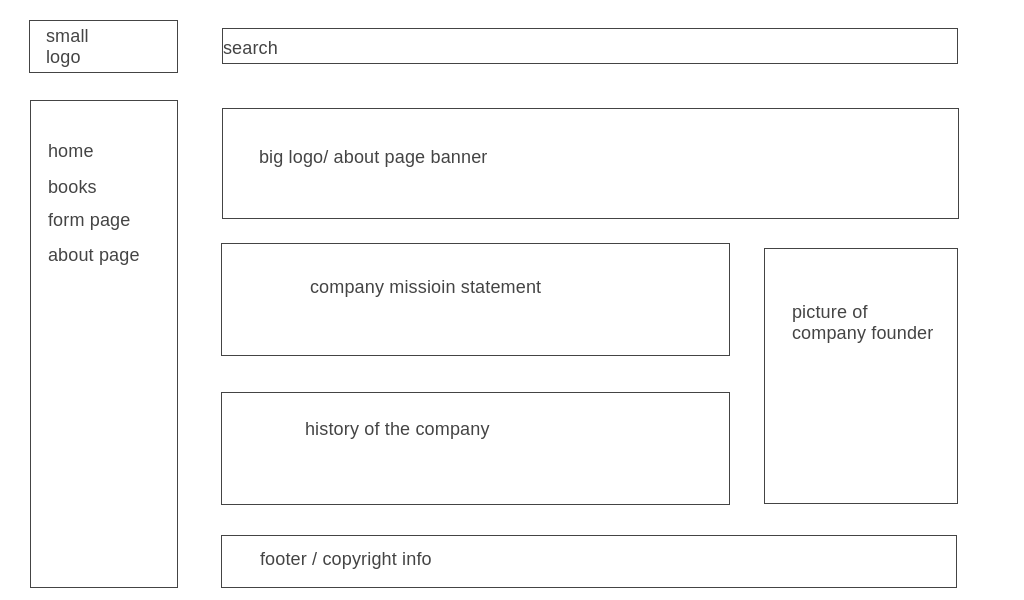 small
logo
search
home
books
form page
about page
big logo/ about page banner
company missioin statement
picture of
company founder
history of the company
footer / copyright info